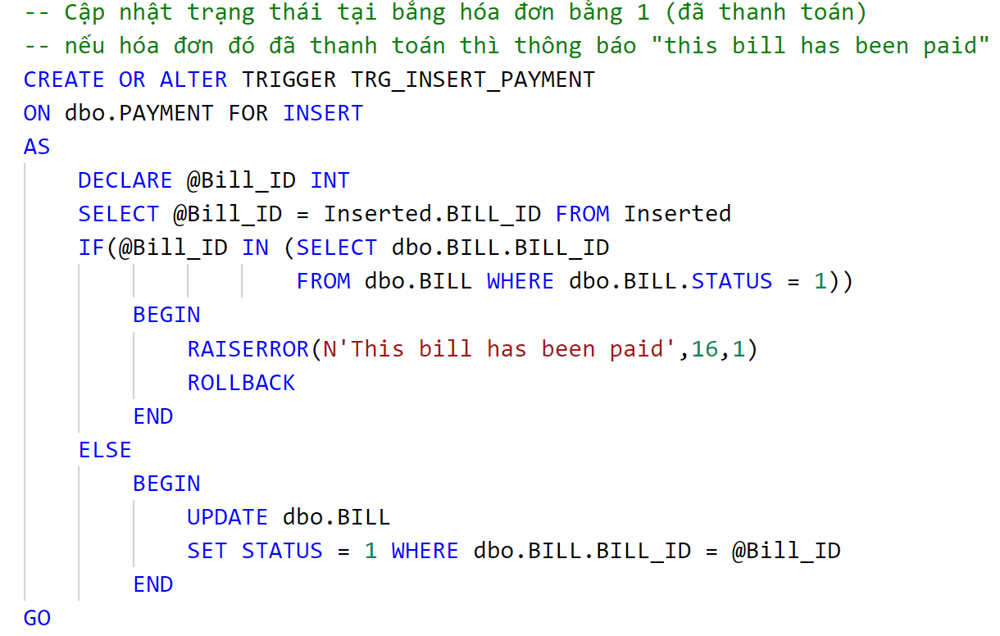 -- Cập nhật trạng thái tại bảng hóa đơn bằng 1 (đã thanh toán)
-- nếu hóa đơn đó đã thanh toán thì thông báo "this bill has been paid"
CREATE OR ALTER TRIGGER TRG_INSERT_PAYMENT
ON dbo.PAYMENT FOR INSERT
AS
    DECLARE @Bill_ID INT
    SELECT @Bill_ID = Inserted.BILL_ID FROM Inserted
    IF(@Bill_ID IN (SELECT dbo.BILL.BILL_ID
                    FROM dbo.BILL WHERE dbo.BILL.STATUS = 1))
        BEGIN
            RAISERROR(N'This bill has been paid',16,1)
            ROLLBACK
        END
    ELSE
        BEGIN
            UPDATE dbo.BILL
            SET STATUS = 1 WHERE dbo.BILL.BILL_ID = @Bill_ID
        END
GO